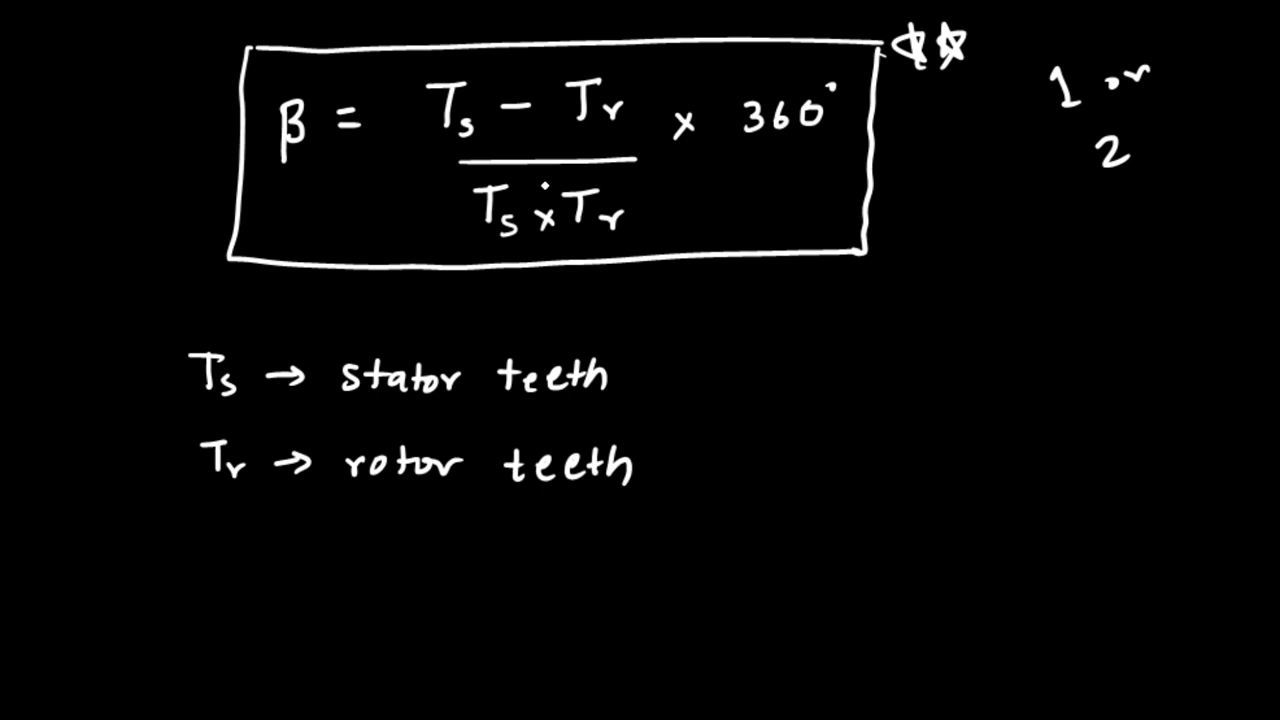 β = Ts - Tr / Ts × Tr × 360°
1 or
2
Ts → stator teeth
Tr → rotor teeth